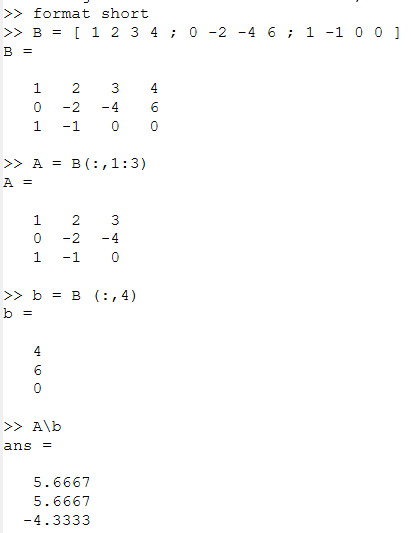 >> format short
>> B = [ 1 2 3 4 ; 0 -2 -4 6 ; 1 -1 0 0 ]
B =
1 2 3 4
0 -2 -4 6
1 -1 0 0
>> A = B(:,1:3)
A =
1 2 3
0 -2 -4
1 -1 0
>> b = B (:,4)
b =
4
6
0
>> A\b
ans =
5.6667
5.6667
-4.3333